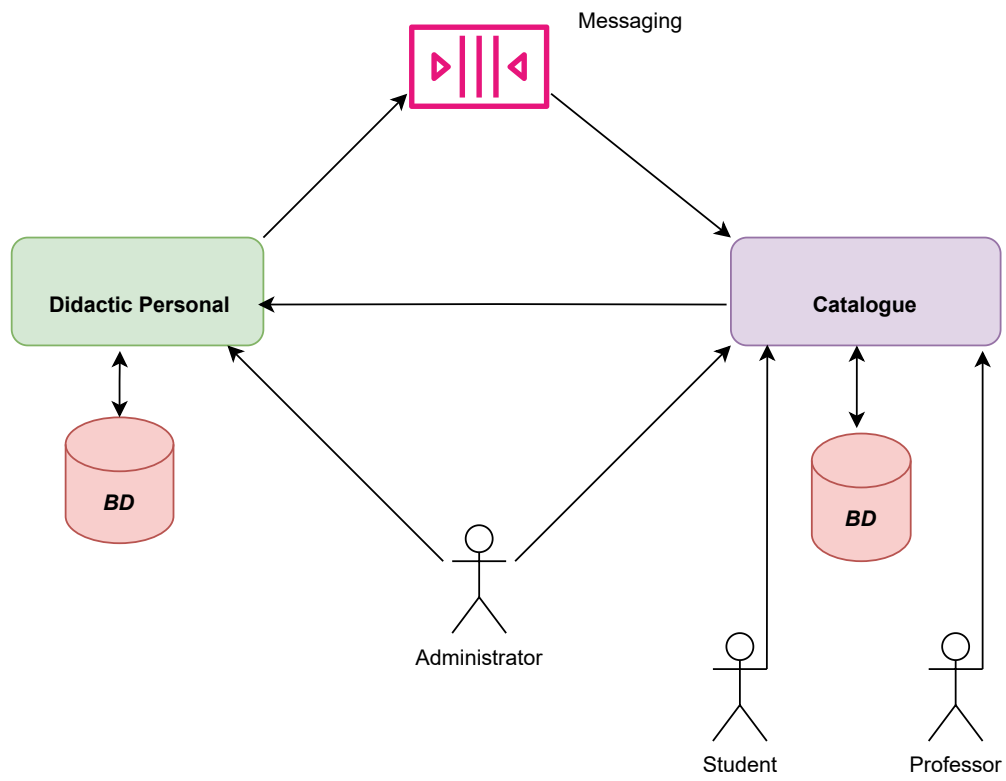 Messaging
Didactic Personal
Catalogue
BD
BD
Administrator
Student
Professor